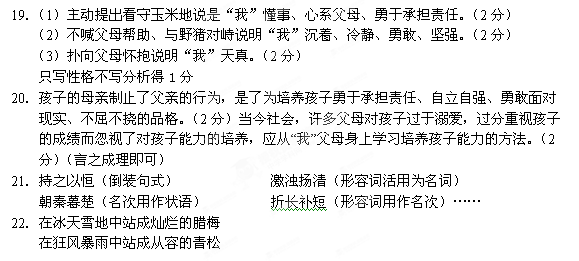 19. （1）主动提出看守玉米地说是“我”懂事、心系父母、勇于承担责任。（2 分）
（2）不喊父母帮助、与野猪对峙说明“我”沉着、冷静、勇敢、坚强。（2 分）
（3）扑向父母怀抱说明“我”天真。（2 分）
只写性格不写分析得 1 分
20. 孩子的母亲制止了父亲的行为，是了为培养孩子勇于承担责任、自立自强、勇敢面对
现实、不屈不挠的品格。（2 分）当今社会，许多父母对孩子过于溺爱，过分重视孩子
的成绩而忽视了对孩子能力的培养，应从“我”父母身上学习培养孩子能力的方法。（2
分）（言之成理即可）
21. 持之以恒（倒装句式） 激浊扬清（形容词活用为名词）
朝秦暮楚（名次用作状语） 折长补短（形容词用作名次）……
22. 在冰天雪地中站成灿烂的腊梅
在狂风暴雨中站成从容的青松